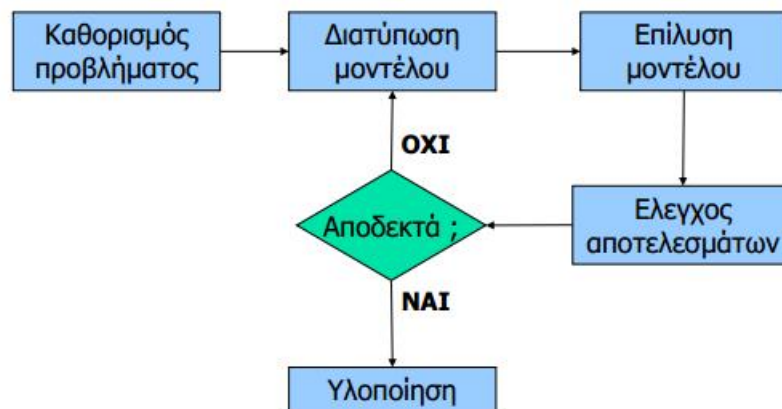 Καθορισμός
προβλήματος
Διατύπωση
μοντέλου
Επίλυση
μοντέλου
ΟΧΙ
Αποδεκτά ;
Ελεγχος
αποτελεσμάτων
ΝΑΙ
Υλοποίηση